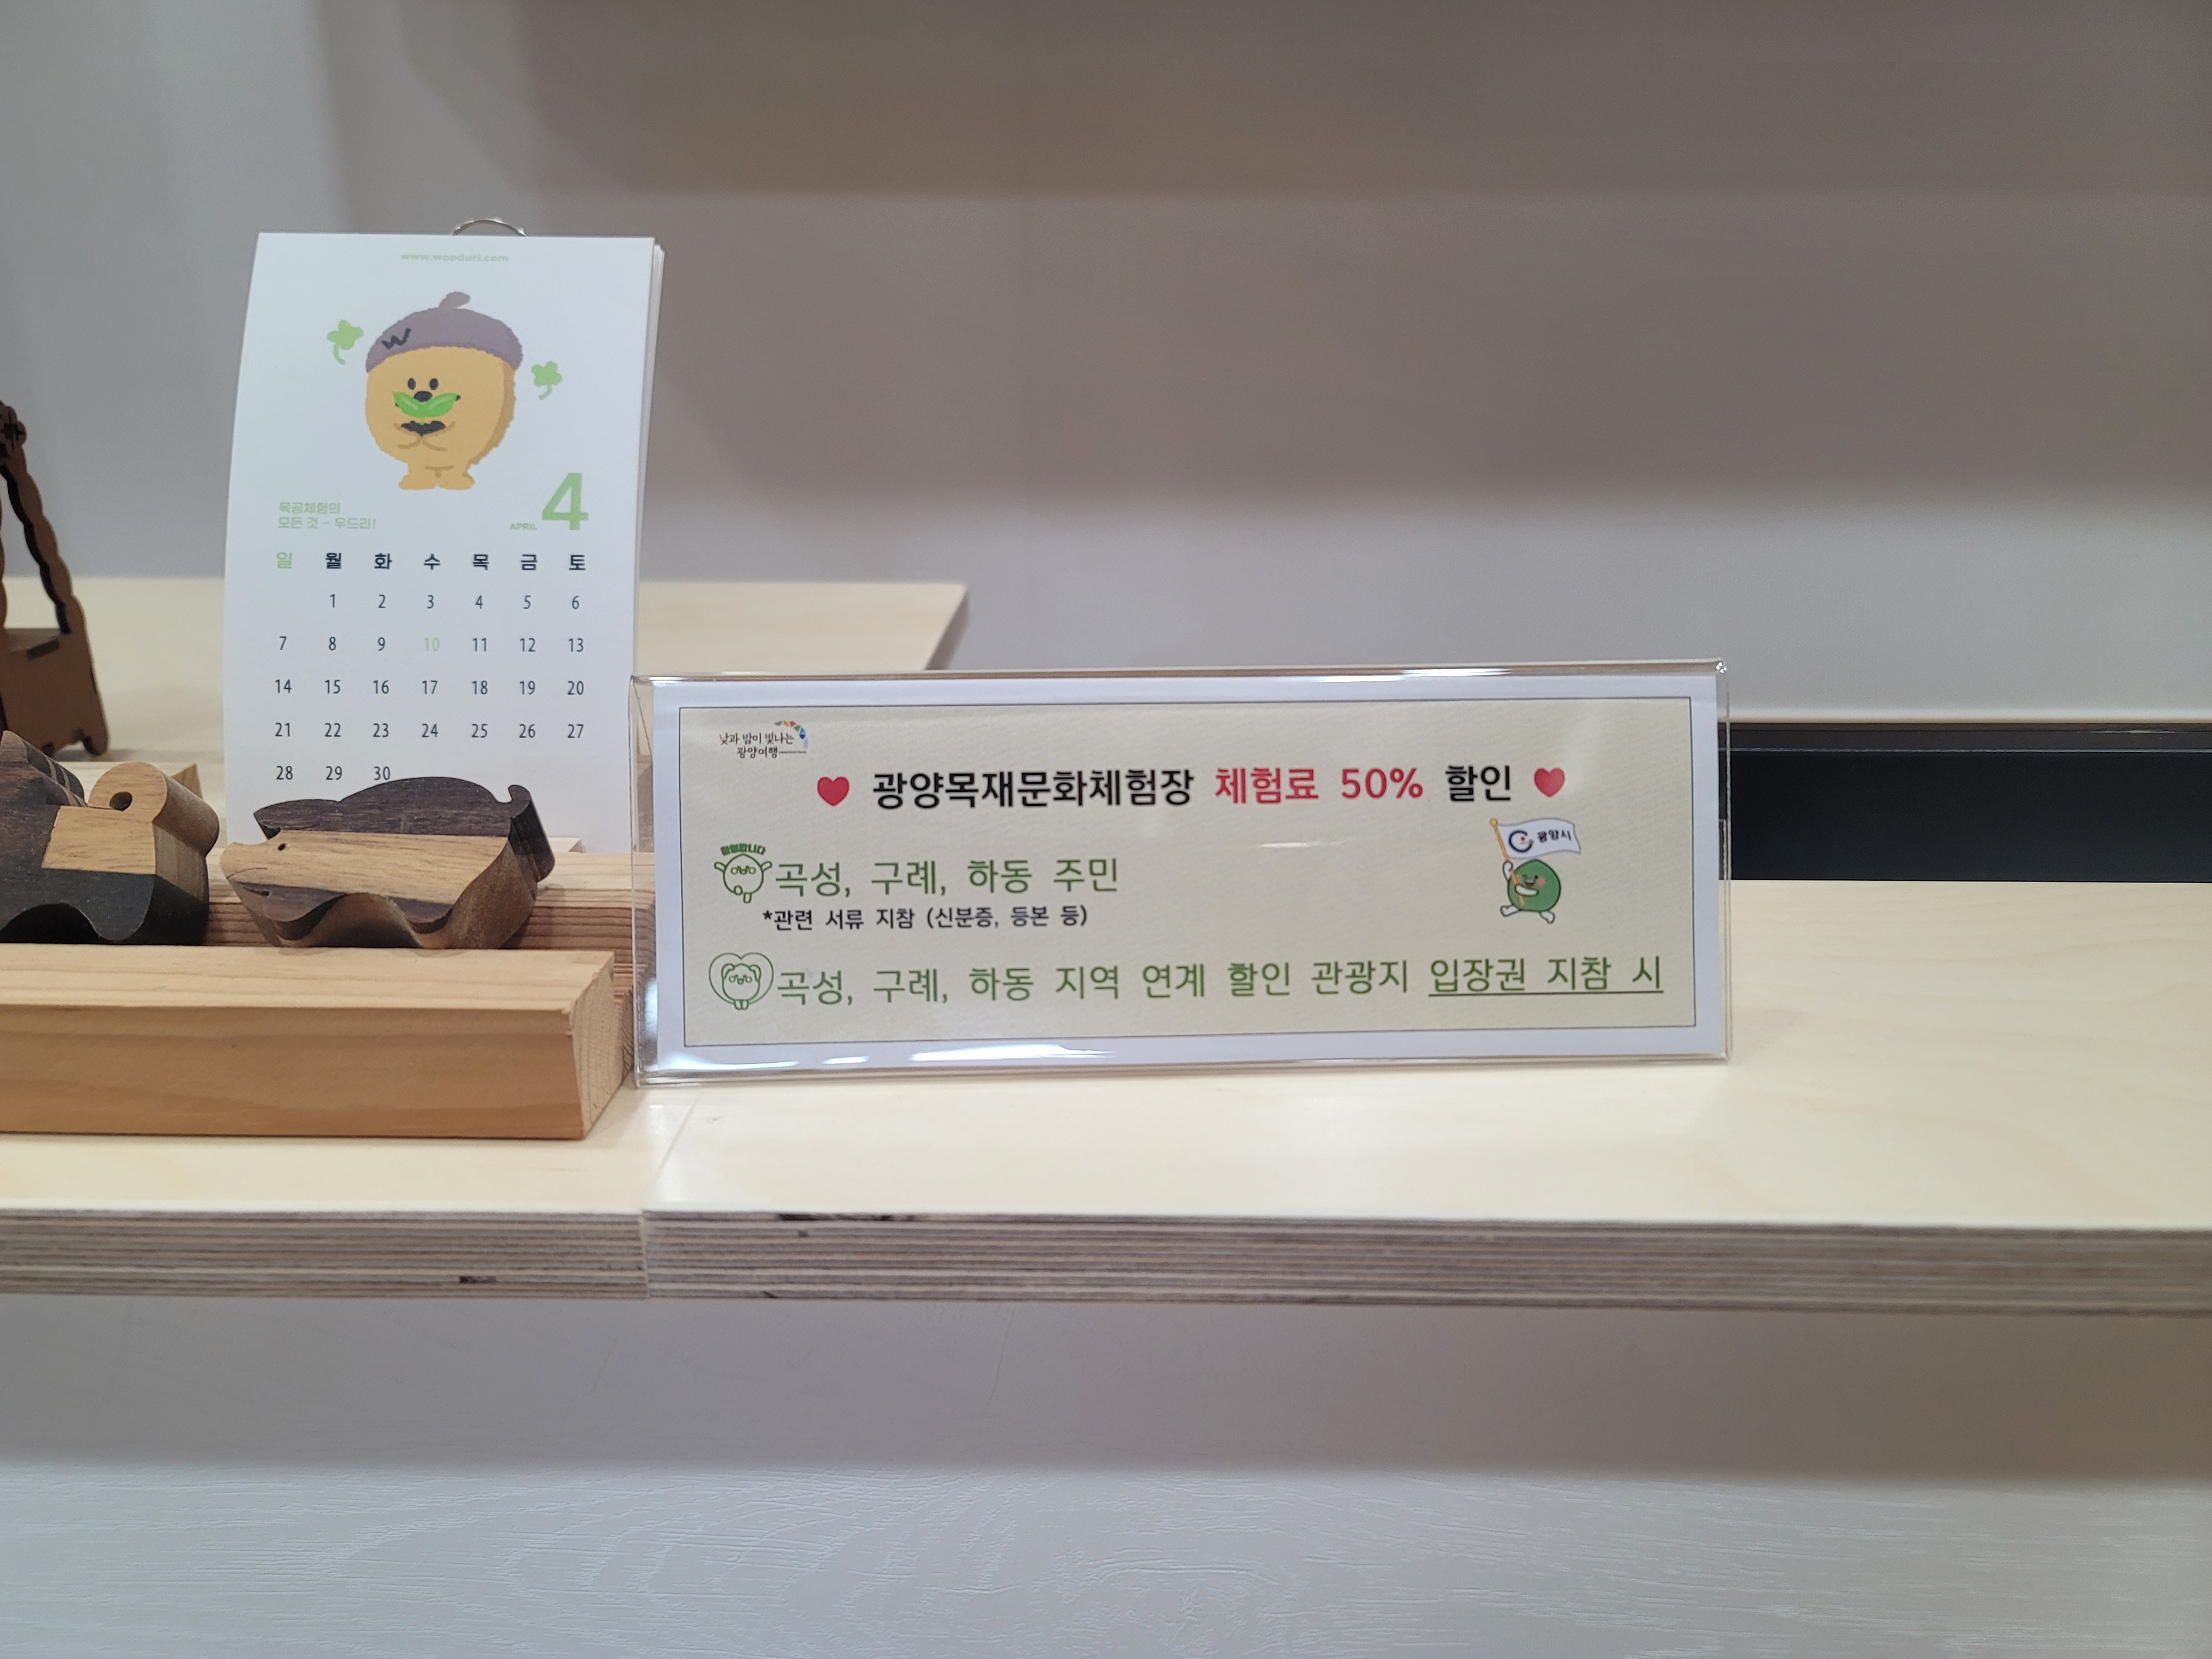 www.wooduri.com
W
목공체험의
모든 것 - 우드리!
APRIL 4
일 월 화 수 목 금 토
1 2 3 4 5 6
7 8 9 10 11 12 13
14 15 16 17 18 19 20
21 22 23 24 25 26 27
28 29 30
낮과 밤이 빛나는
광양여행
광양목재문화체험장 체험료 50% 할인
광양시
곡성, 구례, 하동 주민
*관련 서류 지참 (신분증, 등본 등)
곡성, 구례, 하동 지역 연계 할인 관광지 입장권 지참 시